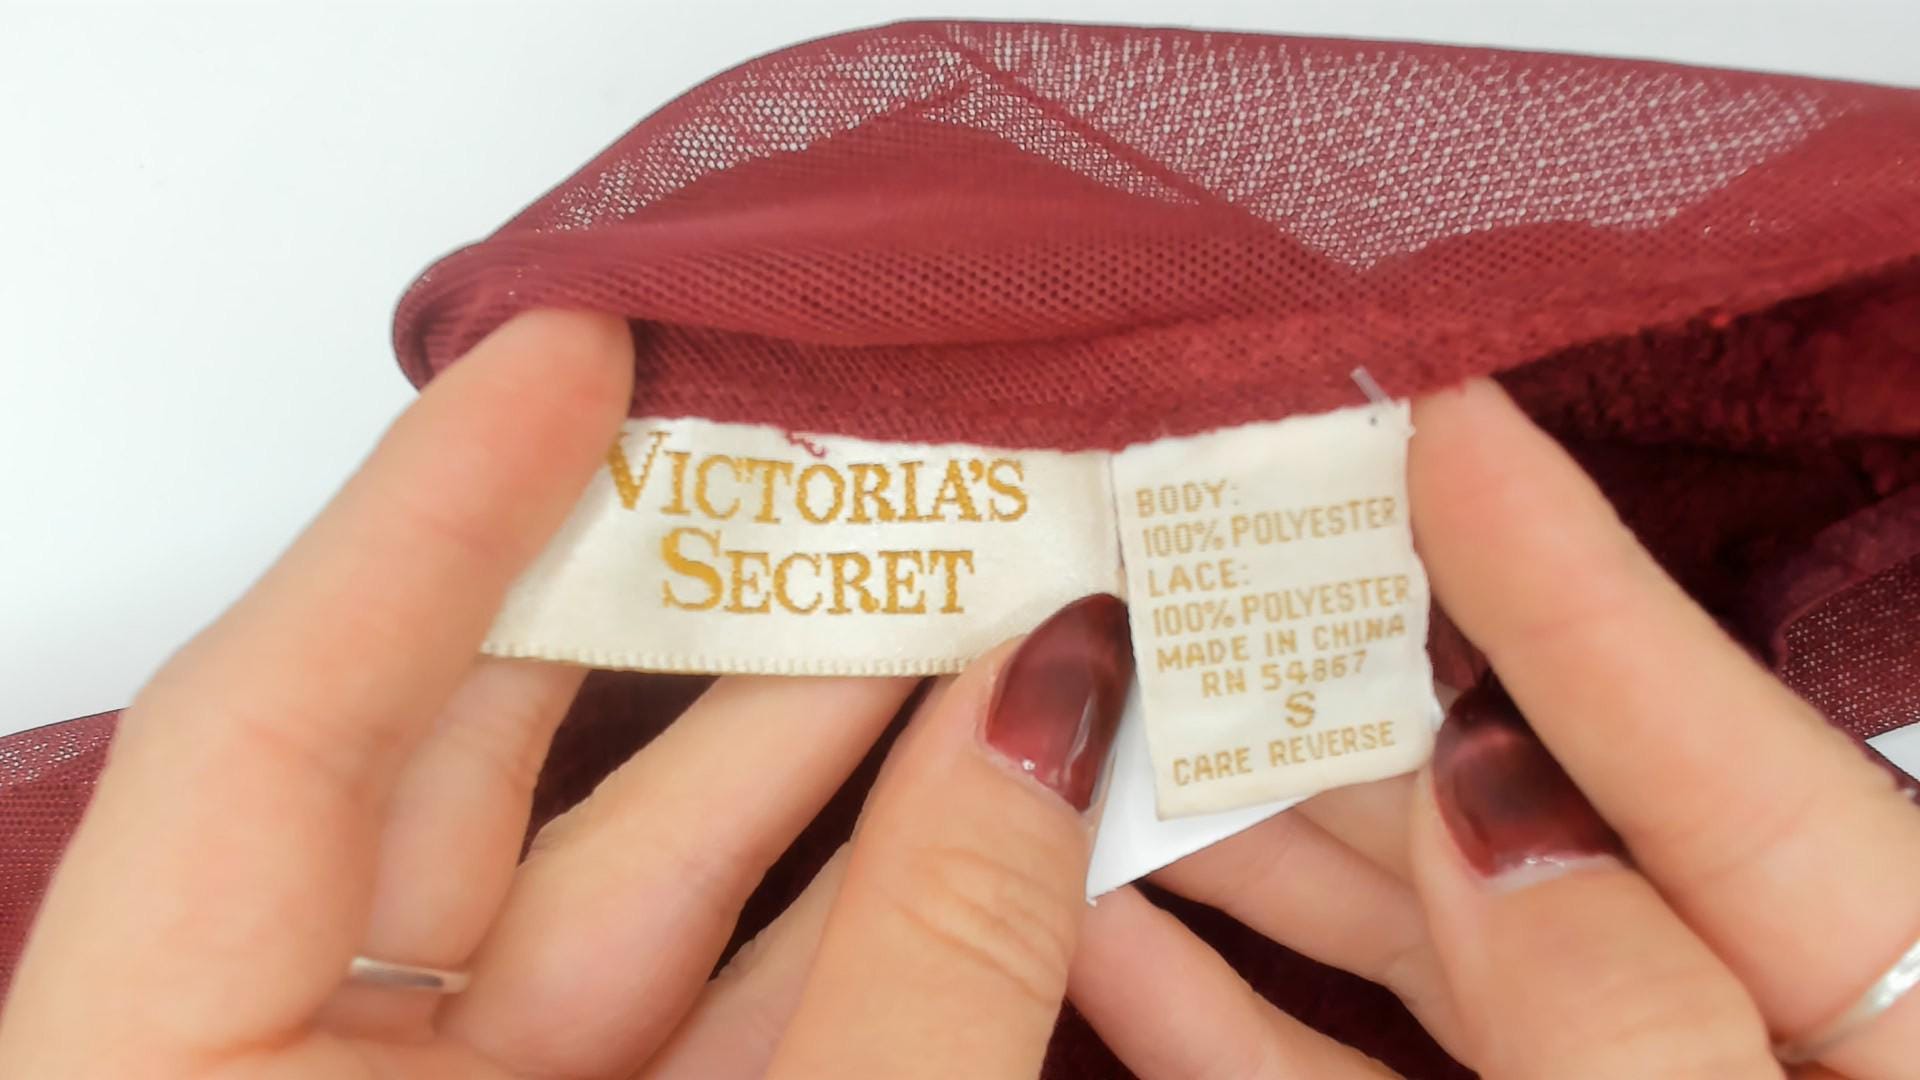 VICTORIA'S
SECRET
BODY:
100% POLYESTER
LACE:
100% POLYESTER
MADE IN CHINA
RN 54867
S
CARE REVERSE